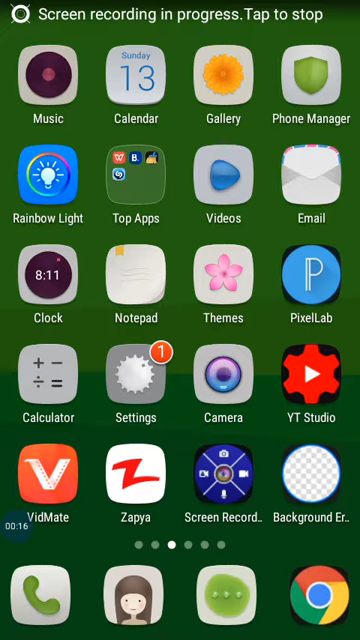 Screen recording in progress.Tap to stop
Sunday
13
Music
Calendar
Gallery
Phone Manager
W
B.
Rainbow Light
Top Apps
Videos
Email
8:11
P
Clock
Notepad
Themes
PixelLab
1
Calculator
Settings
Camera
YT Studio
VidMate
Zapya
Screen Record..
Background Er..
00:16